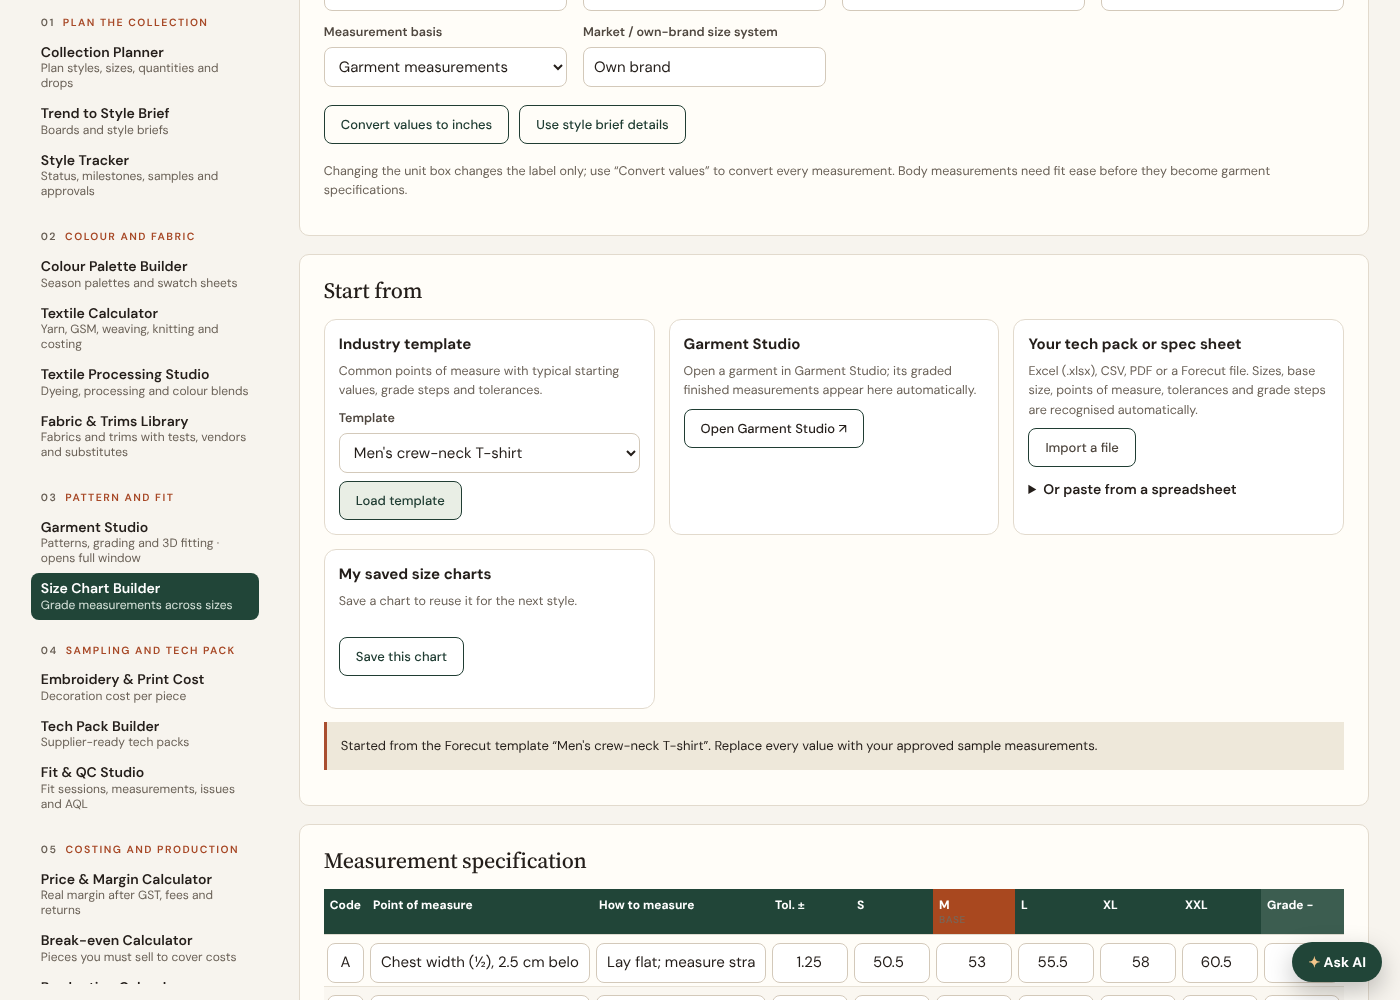 01 PLAN THE COLLECTION
Collection Planner
Plan styles, sizes, quantities and
drops
Trend to Style Brief
Boards and style briefs
Style Tracker
Status, milestones, samples and
approvals
02 COLOUR AND FABRIC
Colour Palette Builder
Season palettes and swatch sheets
Textile Calculator
Yarn, GSM, weaving, knitting and
costing
Textile Processing Studio
Dyeing, processing and colour blends
Fabric & Trims Library
Fabrics and trims with tests, vendors
and substitutes
03 PATTERN AND FIT
Garment Studio
Patterns, grading and 3D fitting ·
opens full window
Size Chart Builder
Grade measurements across sizes
04 SAMPLING AND TECH PACK
Embroidery & Print Cost
Decoration cost per piece
Tech Pack Builder
Supplier-ready tech packs
Fit & QC Studio
Fit sessions, measurements, issues
and AQL
05 COSTING AND PRODUCTION
Price & Margin Calculator
Real margin after GST, fees and
returns
Break-even Calculator
Pieces you must sell to cover costs
Measurement basis
Market / own-brand size system
Garment measurements
Own brand
Convert values to inches
Use style brief details
Changing the unit box changes the label only; use “Convert values” to convert every measurement. Body measurements need fit ease before they become garment
specifications.
Start from
Industry template
Common points of measure with typical starting
values, grade steps and tolerances.
Template
Men's crew-neck T-shirt
Load template
Garment Studio
Open a garment in Garment Studio; its graded
finished measurements appear here automatically.
Open Garment Studio ↗
Your tech pack or spec sheet
Excel (.xlsx), CSV, PDF or a Forecut file. Sizes, base
size, points of measure, tolerances and grade steps
are recognised automatically.
Import a file
▶ Or paste from a spreadsheet
My saved size charts
Save a chart to reuse it for the next style.
Save this chart
Started from the Forecut template “Men's crew-neck T-shirt”. Replace every value with your approved sample measurements.
Measurement specification
Code Point of measure How to measure Tol. ± S M L XL XXL Grade -
BASE
A Chest width (½), 2.5 cm belo Lay flat; measure stra 1.25 50.5 53 55.5 58 60.5
✦ Ask AI